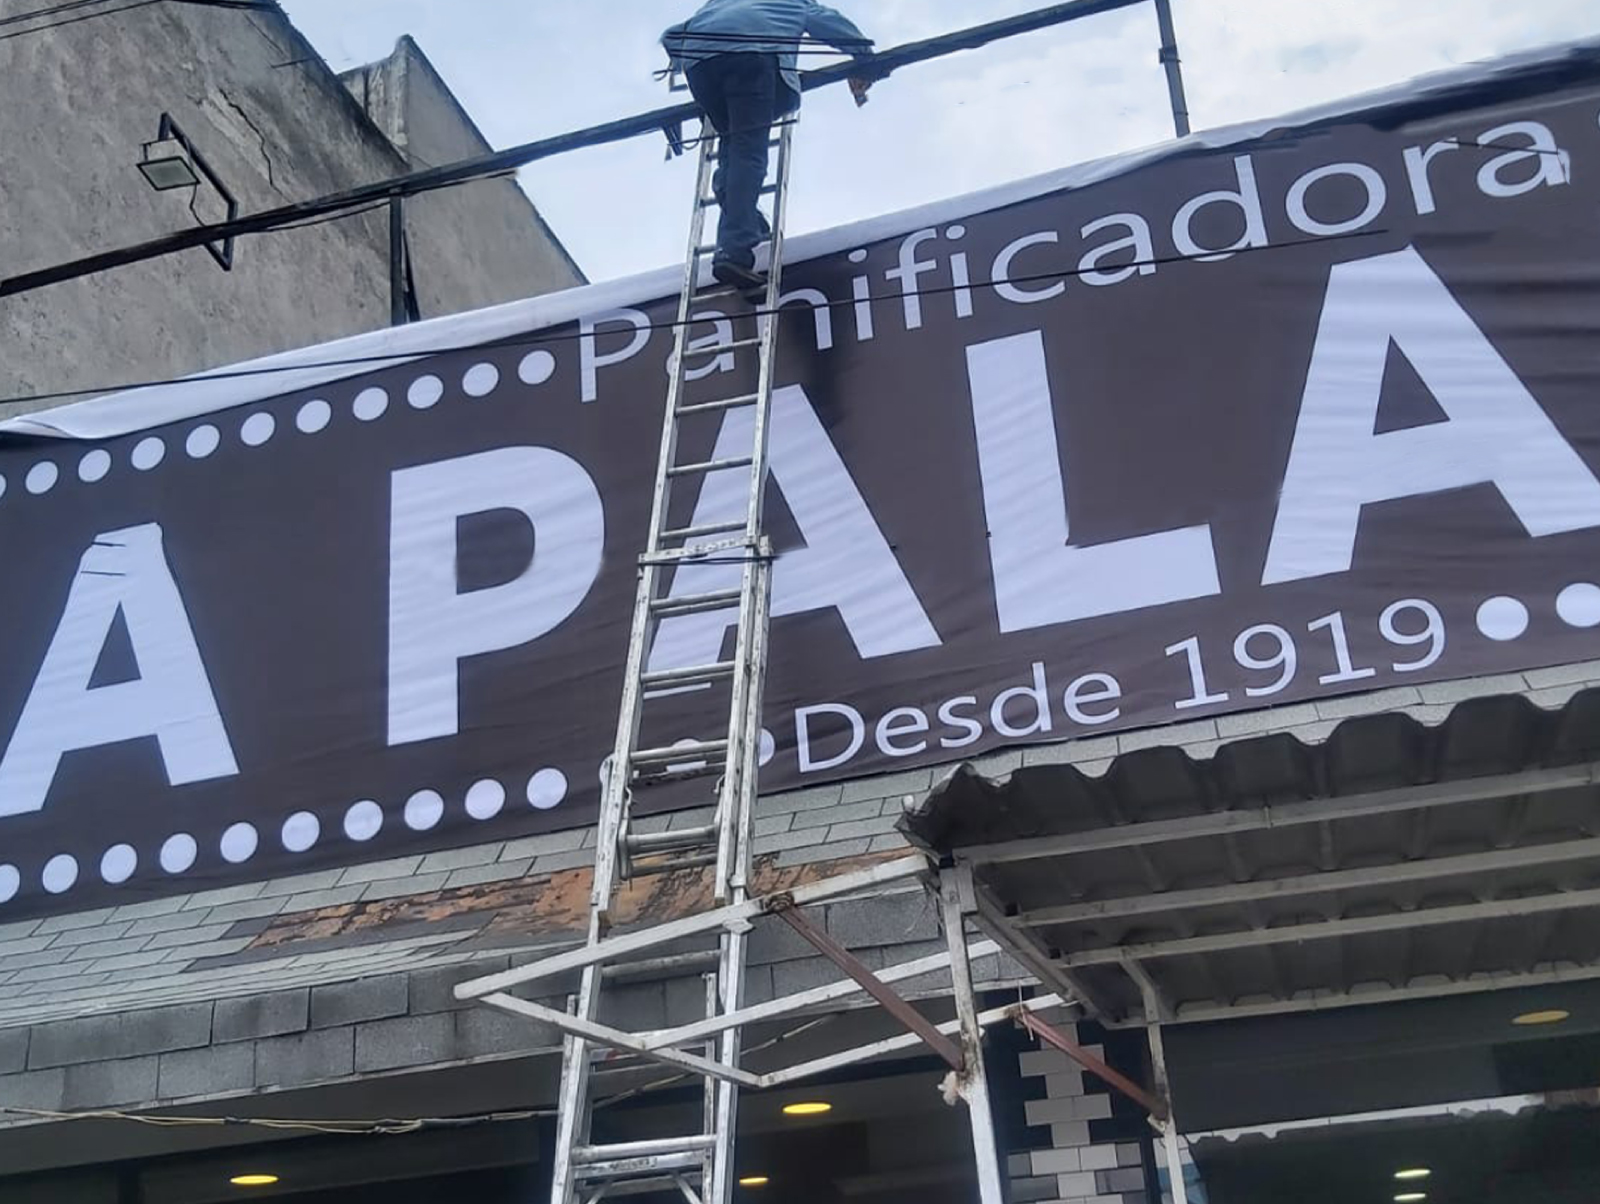 Panificadora
A PALA
Desde 1919